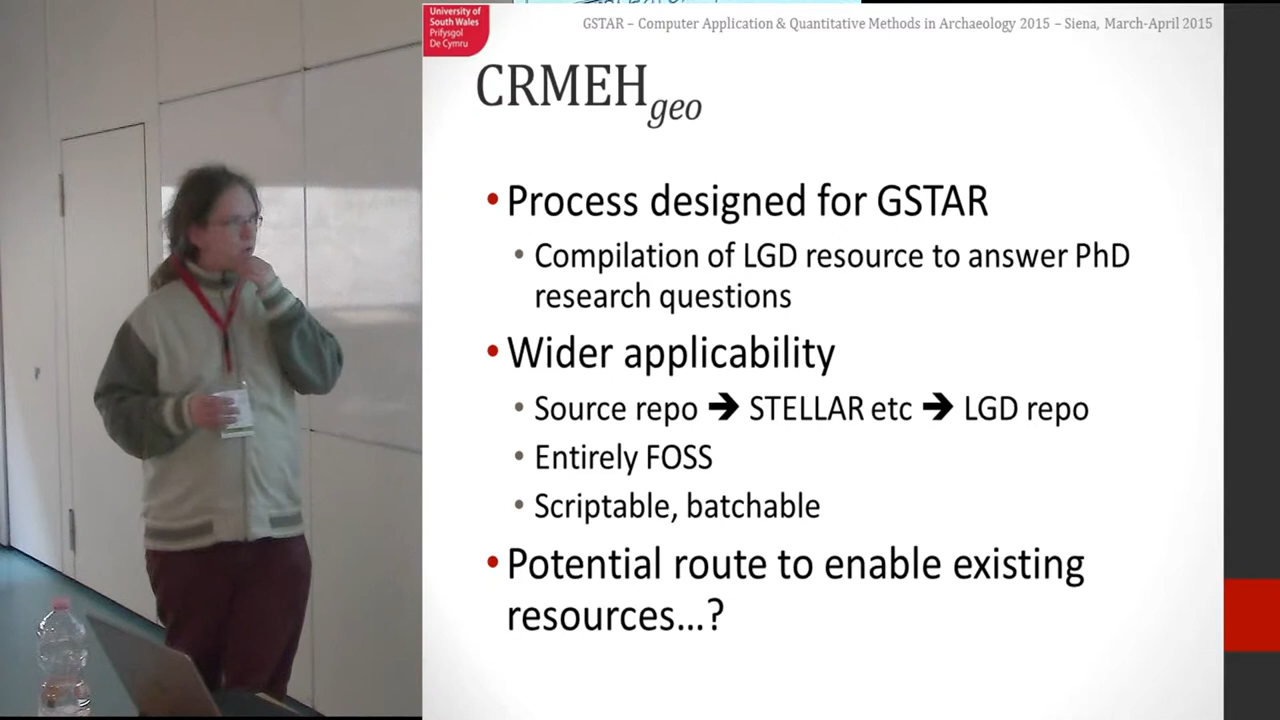 University of
South Wales
Prifysgol
De Cymru
GSTAR – Computer Application & Quantitative Methods in Archaeology 2015 – Siena, March-April 2015
CRMEHgeo
• Process designed for GSTAR
• Compilation of LGD resource to answer PhD
research questions
• Wider applicability
• Source repo ➔ STELLAR etc ➔ LGD repo
• Entirely FOSS
• Scriptable, batchable
• Potential route to enable existing
resources...?